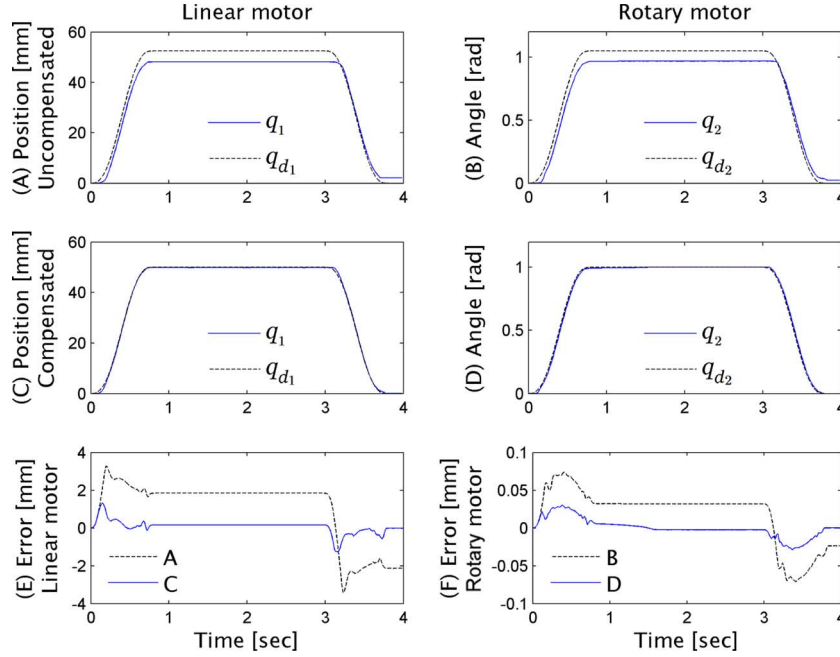 Linear motor
Rotary motor
(A) Position [mm]
Uncompensated
60
40
20
0
0 1 2 3 4
q1
qd1
(B) Angle [rad]
1
0.5
0
0 1 2 3 4
q2
qd2
(C) Position [mm]
Compensated
60
40
20
0
0 1 2 3 4
q1
qd1
(D) Angle [rad]
1
0.5
0
0 1 2 3 4
q2
qd2
(E) Error [mm]
Linear motor
4
2
0
-2
-4
0 1 2 3 4
A
C
Time [sec]
(F) Error [mm]
Rotary motor
0.1
0.05
0
-0.05
-0.1
0 1 2 3 4
B
D
Time [sec]